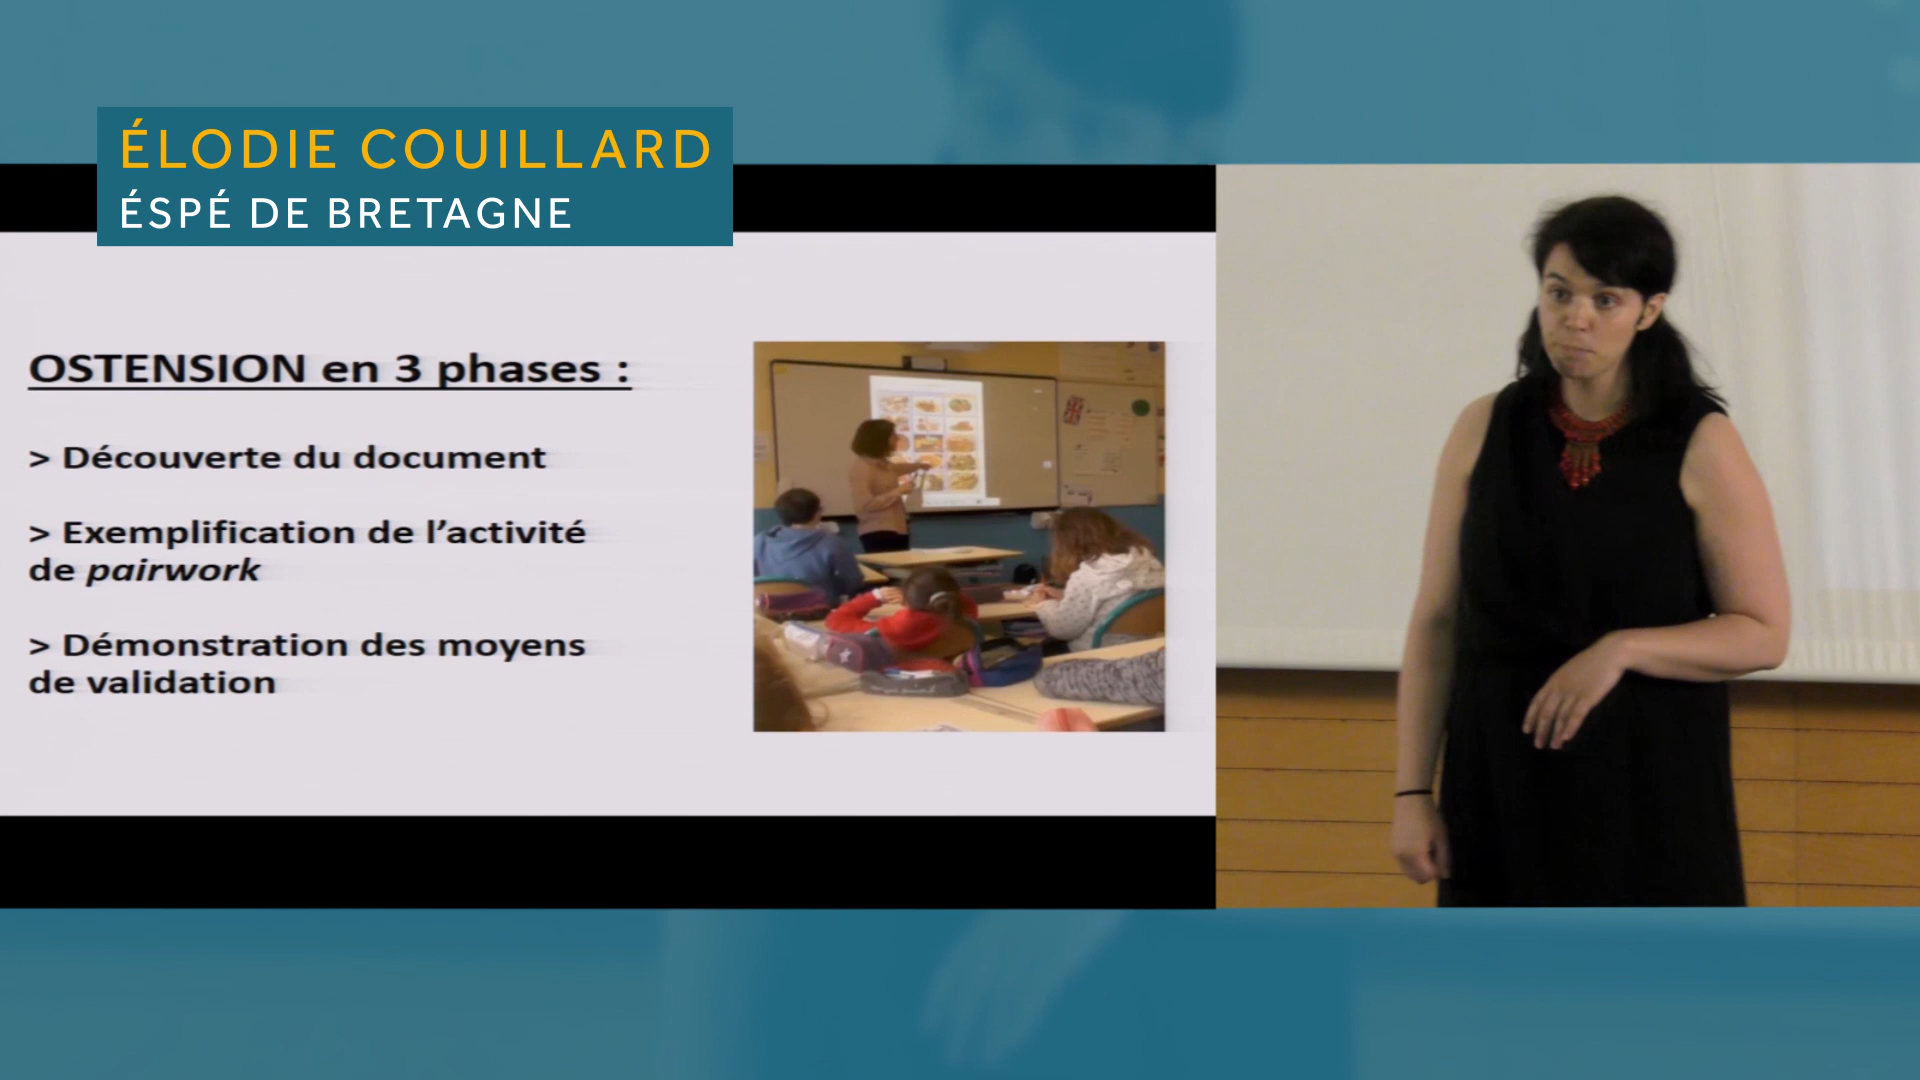 ÉLODIE COUILLARD
ÉSPÉ DE BRETAGNE
OSTENSION en 3 phases :
> Découverte du document
> Exemplification de l’activité
de pairwork
> Démonstration des moyens
de validation